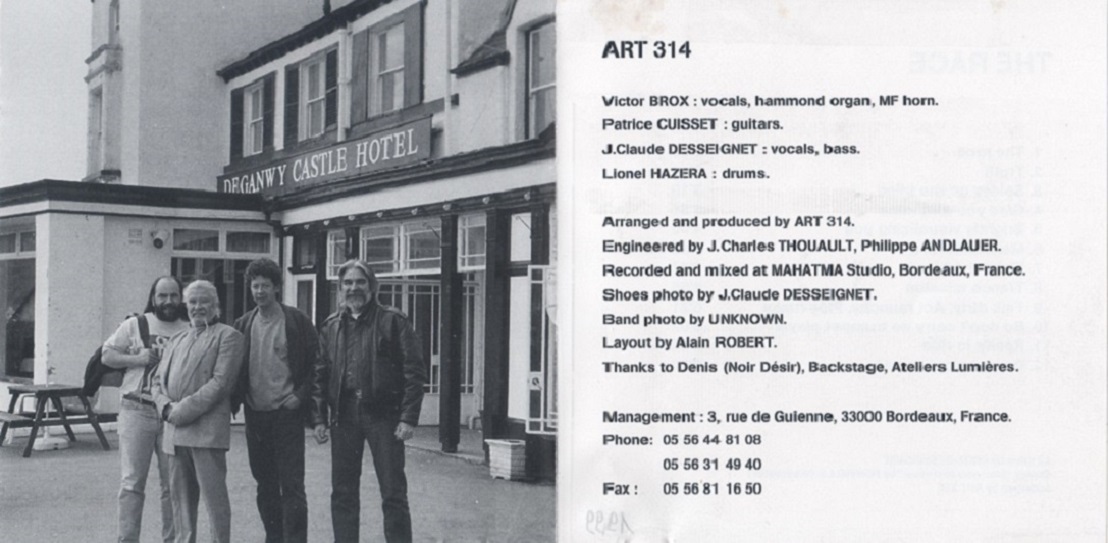 DEGANWY CASTLE HOTEL
ART 314
Victor BROX : vocals, hammond organ, MF horn.
Patrice CUISSET : guitars.
J.Claude DESSEIGNET : vocals, bass.
Lionel HAZERA : drums.
Arranged and produced by ART 314.
Engineered by J.Charles THOUAULT, Philippe ANDLAUER.
Recorded and mixed at MAHATMA Studio, Bordeaux, France.
Shoes photo by J.Claude DESSEIGNET.
Band photo by UNKNOWN.
Layout by Alain ROBERT.
Thanks to Denis (Noir Désir), Backstage, Ateliers Lumières.
Management : 3, rue de Guienne, 33000 Bordeaux, France.
Phone: 05 56 44 81 08
05 56 31 49 40
Fax : 05 56 81 16 50
THE RACE
1999